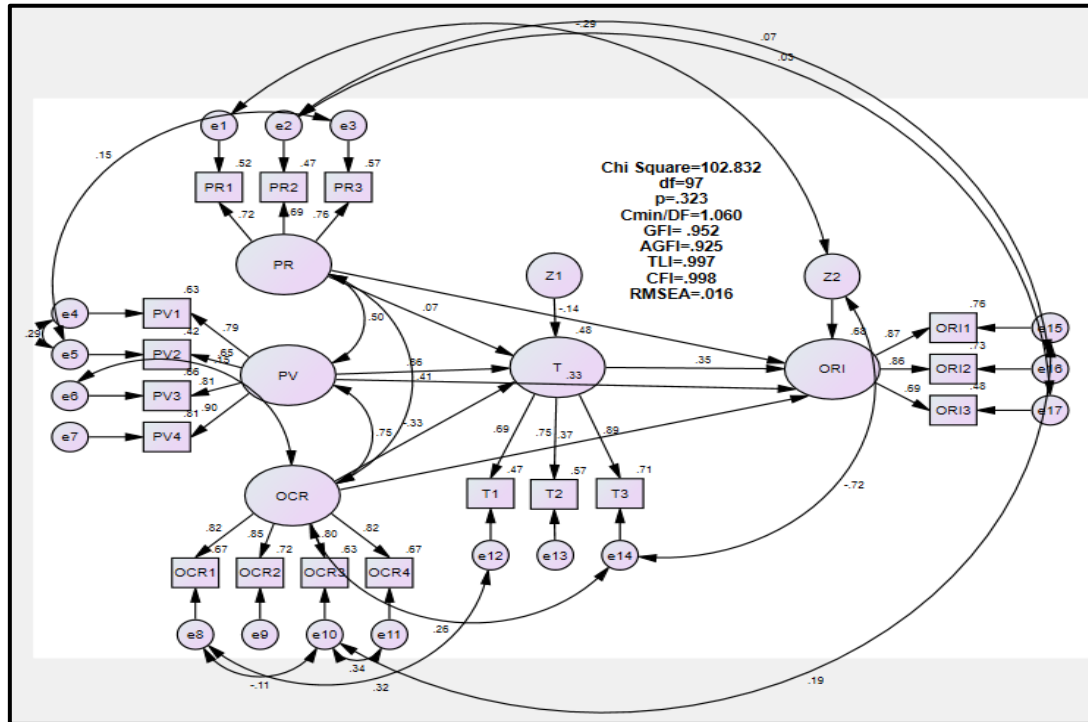 -.29
.07
.03
e1
e2
e3
.15
.52
.47
.57
PR1
PR2
PR3
.72
.69
.76
PR
Chi Square=102.832
df=97
p=.323
Cmin/DF=1.060
GFI= .952
AGFI=.925
TLI=.997
CFI=.998
RMSEA=.016
Z1
Z2
.63
e4
PV1
.79
.50
.07
-.14
.48
.68
.76
.87
ORI1
e15
.29
.42
e5
PV2
.65
.15
PV
.66
.41
T
.33
.35
ORI
.73
.86
ORI2
e16
.66
e6
PV3
.81
.69
.48
ORI3
e17
.90
.81
e7
PV4
.75
-.33
.69
.75
.37
.89
OCR
.47
.57
.71
T1
T2
T3
-.72
.82
.85
.80
.82
.67
.72
.63
.67
OCR1
OCR2
OCR3
OCR4
e12
e13
e14
e8
e9
e10
e11
.26
.34
-.11
.32
.19